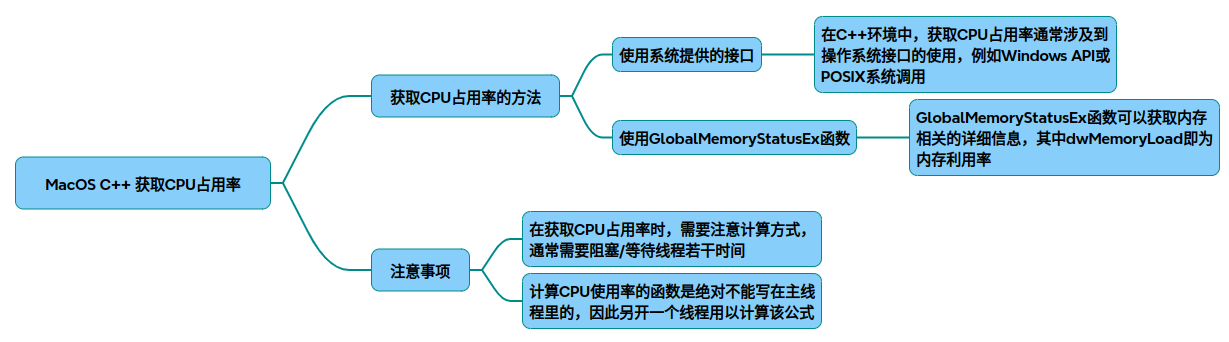 MacOS C++ 获取CPU占用率
获取CPU占用率的方法
使用系统提供的接口
在C++环境中，获取CPU占用率通常涉及到
操作系统接口的使用，例如Windows API或
POSIX系统调用
使用GlobalMemoryStatusEx函数
GlobalMemoryStatusEx函数可以获取内存
相关的详细信息，其中dwMemoryLoad即为
内存利用率
注意事项
在获取CPU占用率时，需要注意计算方式，
通常需要阻塞/等待线程若干时间
计算CPU使用率的函数是绝对不能写在主线
程里的，因此另开一个线程用以计算该公式